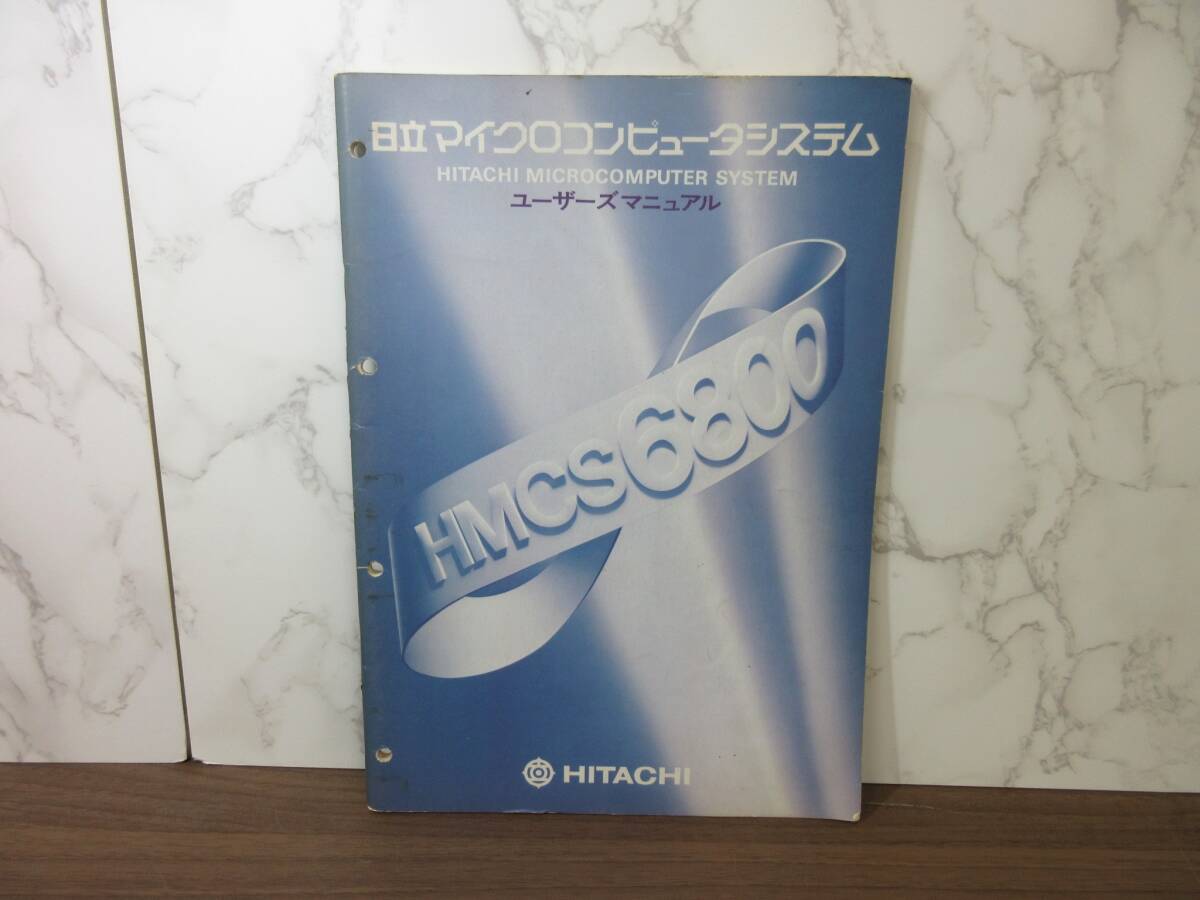 日立マイクロコンピュータシステム
HITACHI MICROCOMPUTER SYSTEM
ユーザーズマニュアル
HMCS6800
HITACHI